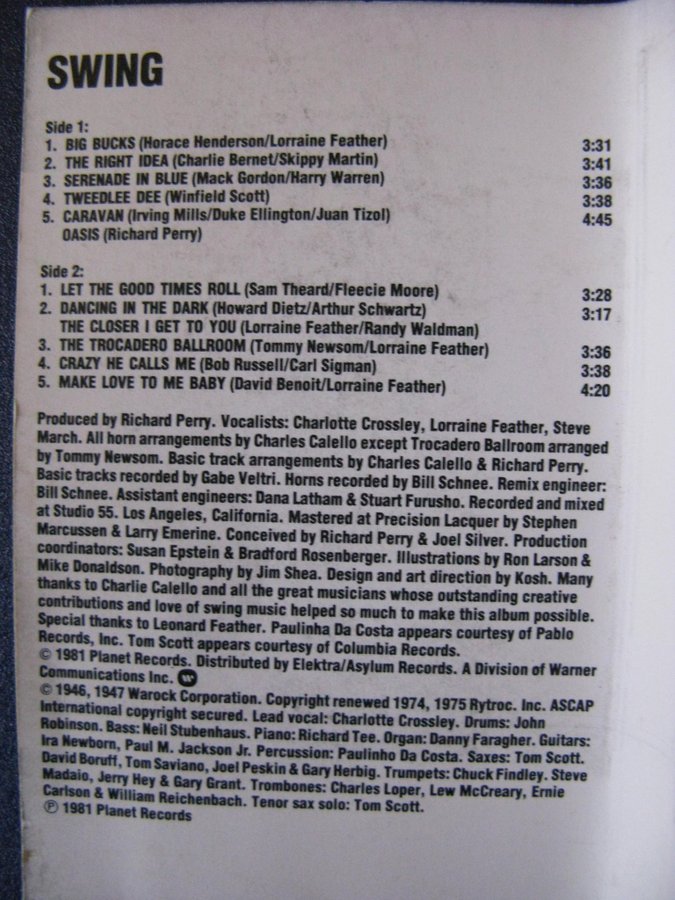 SWING
Side 1:
1. BIG BUCKS (Horace Henderson/Lorraine Feather) 3:31
2. THE RIGHT IDEA (Charlie Bernet/Skippy Martin) 3:41
3. SERENADE IN BLUE (Mack Gordon/Harry Warren) 3:36
4. TWEEDLEE DEE (Winfield Scott) 3:38
5. CARAVAN (Irving Mills/Duke Ellington/Juan Tizol) 4:45
OASIS (Richard Perry)
Side 2:
1. LET THE GOOD TIMES ROLL (Sam Theard/Fleecie Moore) 3:28
2. DANCING IN THE DARK (Howard Dietz/Arthur Schwartz) 3:17
THE CLOSER I GET TO YOU (Lorraine Feather/Randy Waldman)
3. THE TROCADERO BALLROOM (Tommy Newsom/Lorraine Feather) 3:36
4. CRAZY HE CALLS ME (Bob Russell/Carl Sigman) 3:38
5. MAKE LOVE TO ME BABY (David Benoit/Lorraine Feather) 4:20
Produced by Richard Perry. Vocalists: Charlotte Crossley, Lorraine Feather, Steve
March. All horn arrangements by Charles Calello except Trocadero Ballroom arranged
by Tommy Newsom. Basic track arrangements by Charles Calello & Richard Perry.
Basic tracks recorded by Gabe Veltri. Horns recorded by Bill Schnee. Remix engineer:
Bill Schnee. Assistant engineers: Dana Latham & Stuart Furusho. Recorded and mixed
at Studio 55. Los Angeles, California. Mastered at Precision Lacquer by Stephen
Marcussen & Larry Emerine. Conceived by Richard Perry & Joel Silver. Production
coordinators: Susan Epstein & Bradford Rosenberger. Illustrations by Ron Larson &
Mike Donaldson. Photography by Jim Shea. Design and art direction by Kosh. Many
thanks to Charlie Calello and all the great musicians whose outstanding creative
contributions and love of swing music helped so much to make this album possible.
Special thanks to Leonard Feather. Paulinha Da Costa appears courtesy of Pablo
Records, Inc. Tom Scott appears courtesy of Columbia Records.
© 1981 Planet Records. Distributed by Elektra/Asylum Records. A Division of Warner
Communications Inc.
© 1946, 1947 Warock Corporation. Copyright renewed 1974, 1975 Rytroc. Inc. ASCAP
International copyright secured. Lead vocal: Charlotte Crossley. Drums: John
Robinson. Bass: Neil Stubenhaus. Piano: Richard Tee. Organ: Danny Faragher. Guitars:
Ira Newborn, Paul M. Jackson Jr. Percussion: Paulinho Da Costa. Saxes: Tom Scott.
David Boruff, Tom Saviano, Joel Peskin & Gary Herbig. Trumpets: Chuck Findley. Steve
Madaio, Jerry Hey & Gary Grant. Trombones: Charles Loper, Lew McCreary, Ernie
Carlson & William Reichenbach. Tenor sax solo: Tom Scott.
℗ 1981 Planet Records